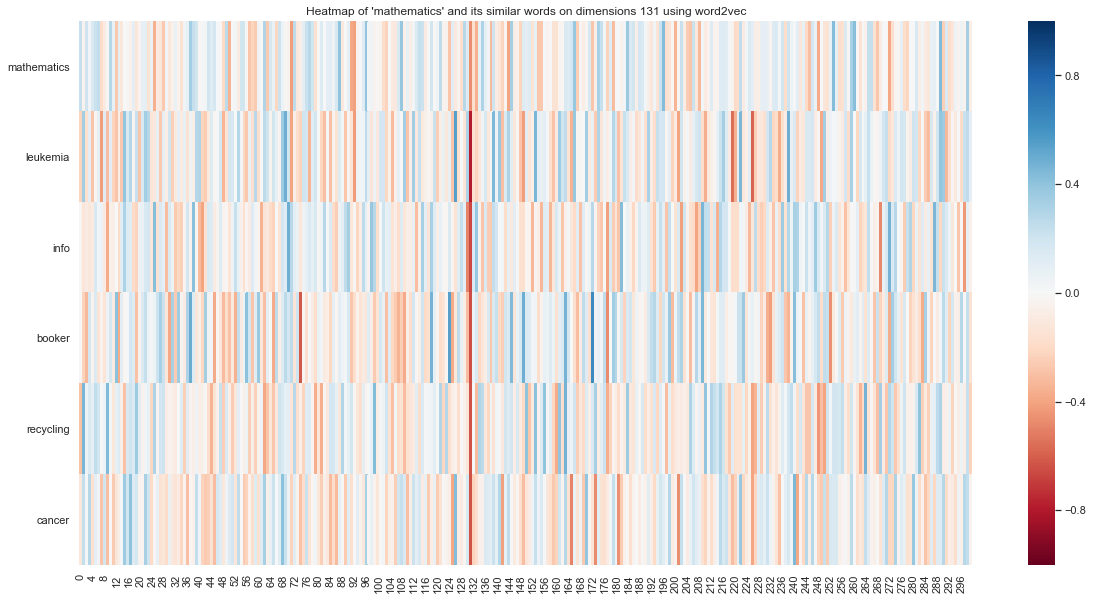 Heatmap of 'mathematics' and its similar words on dimensions 131 using word2vec
mathematics
leukemia
info
booker
recycling
cancer
0.8
0.4
0.0
−0.4
−0.8
0 4 8 12 16 20 24 28 32 36 40 44 48 52 56 60 64 68 72 76 80 84 88 92 96 100 104 108 112 116 120 124 128 132 136 140 144 148 152 156 160 164 168 172 176 180 184 188 192 196 200 204 208 212 216 220 224 228 232 236 240 244 248 252 256 260 264 268 272 276 280 284 288 292 296